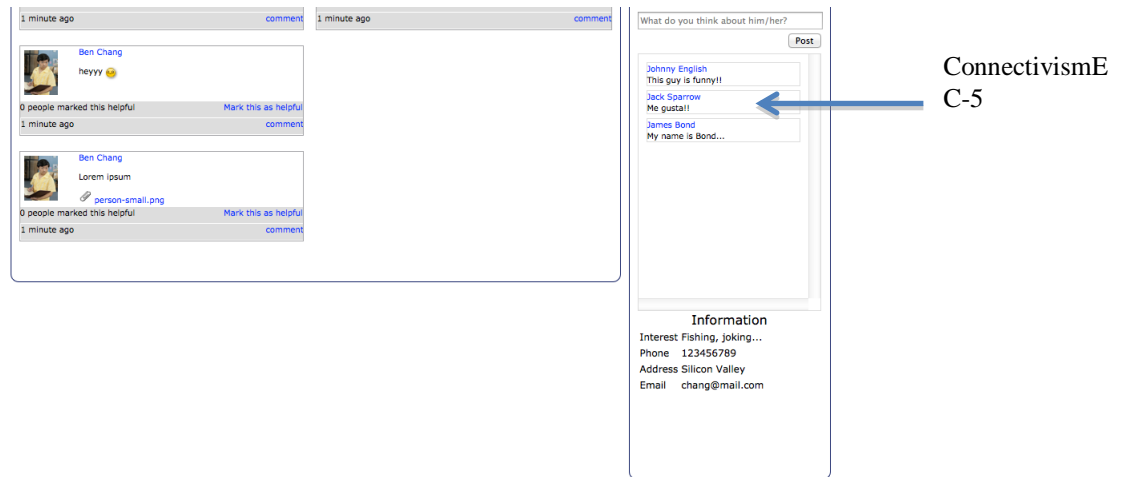 1 minute ago comment
1 minute ago comment
Ben Chang
heyyy
0 people marked this helpful Mark this as helpful
1 minute ago comment
Ben Chang
Lorem ipsum
person-small.png
0 people marked this helpful Mark this as helpful
1 minute ago comment
What do you think about him/her?
Post
Johnny English
This guy is funny!!
Jack Sparrow
Me gusta!!
James Bond
My name is Bond...
Information
Interest Fishing, joking...
Phone 123456789
Address Silicon Valley
Email chang@mail.com
ConnectivismE
C-5